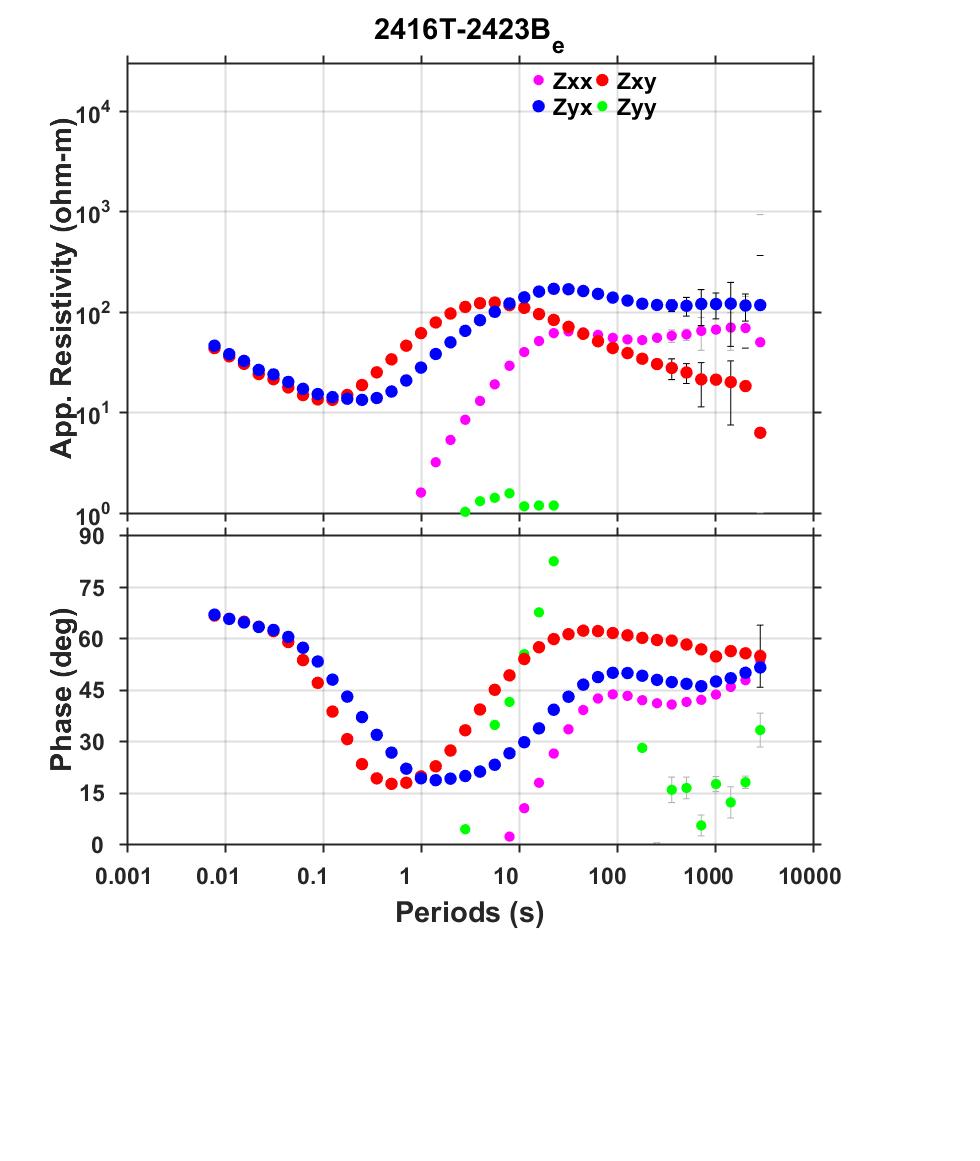 2416T-2423Be
Zxx Zxy
Zyx Zyy
App. Resistivity (ohm-m)
10^4
10^3
10^2
10^1
10^0
Phase (deg)
90
75
60
45
30
15
0
0.001 0.01 0.1 1 10 100 1000 10000
Periods (s)